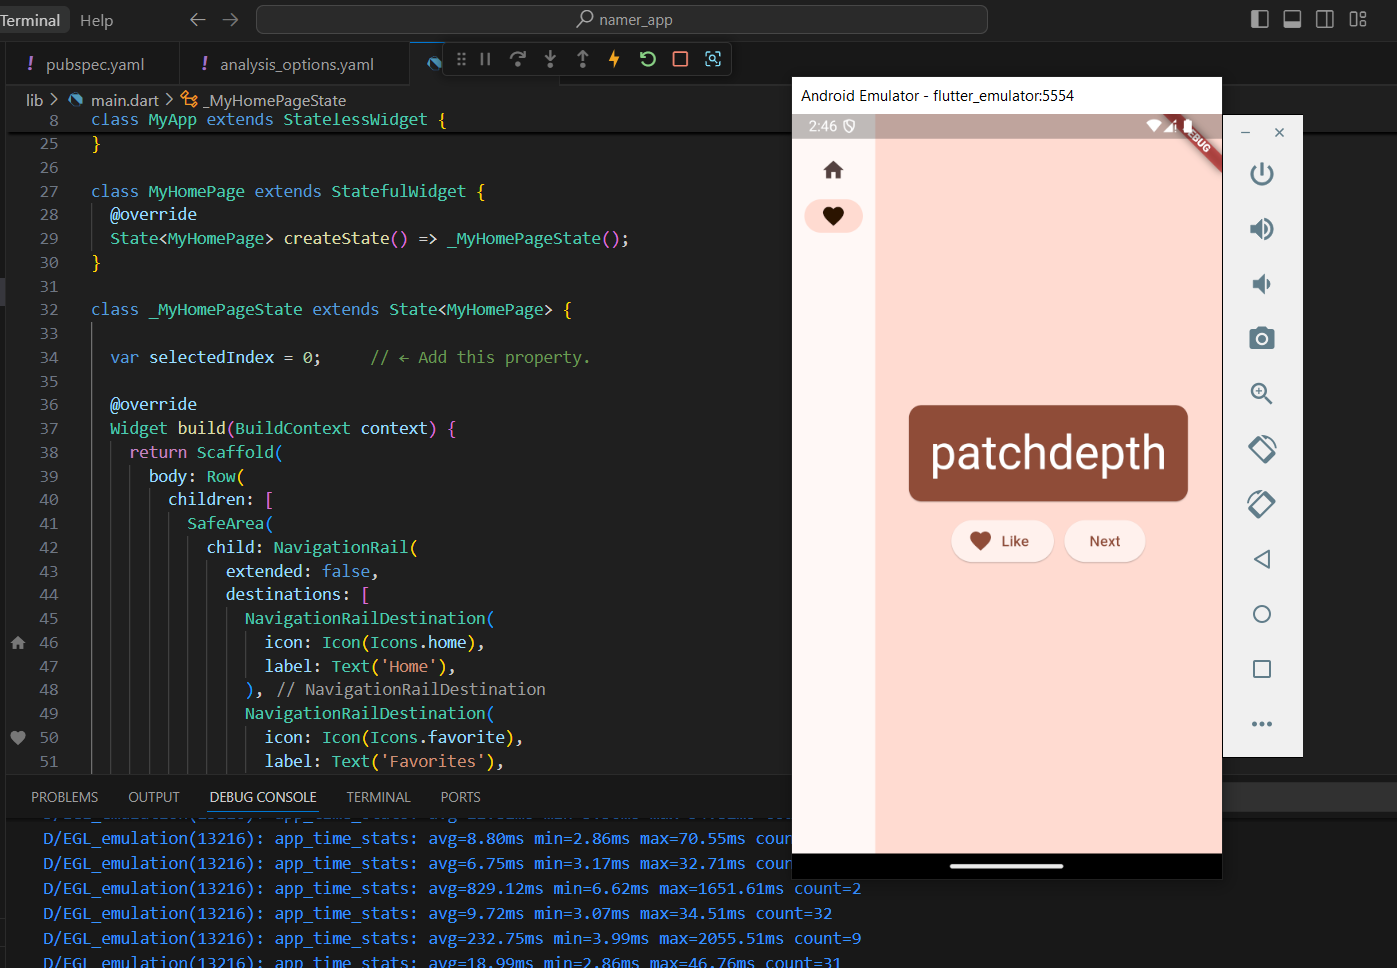 Terminal Help
namer_app
! pubspec.yaml
! analysis_options.yaml
lib > main.dart > _MyHomePageState
8 class MyApp extends StatelessWidget {
25 }
26
27 class MyHomePage extends StatefulWidget {
28 @override
29 State<MyHomePage> createState() => _MyHomePageState();
30 }
31
32 class _MyHomePageState extends State<MyHomePage> {
33
34 var selectedIndex = 0; // ← Add this property.
35
36 @override
37 Widget build(BuildContext context) {
38 return Scaffold(
39 body: Row(
40 children: [
41 SafeArea(
42 child: NavigationRail(
43 extended: false,
44 destinations: [
45 NavigationRailDestination(
46 icon: Icon(Icons.home),
47 label: Text('Home'),
48 ), // NavigationRailDestination
49 NavigationRailDestination(
50 icon: Icon(Icons.favorite),
51 label: Text('Favorites'),
PROBLEMS OUTPUT DEBUG CONSOLE TERMINAL PORTS
D/EGL_emulation(13216): app_time_stats: avg=8.80ms min=2.86ms max=70.55ms coun
D/EGL_emulation(13216): app_time_stats: avg=6.75ms min=3.17ms max=32.71ms coun
D/EGL_emulation(13216): app_time_stats: avg=829.12ms min=6.62ms max=1651.61ms count=2
D/EGL_emulation(13216): app_time_stats: avg=9.72ms min=3.07ms max=34.51ms count=32
D/EGL_emulation(13216): app_time_stats: avg=232.75ms min=3.99ms max=2055.51ms count=9
D/EGL_emulation(13216): app_time_stats: avg=18.99ms min=2.86ms max=46.76ms count=31
Android Emulator - flutter_emulator:5554
2:46
DEBUG
patchdepth
Like
Next